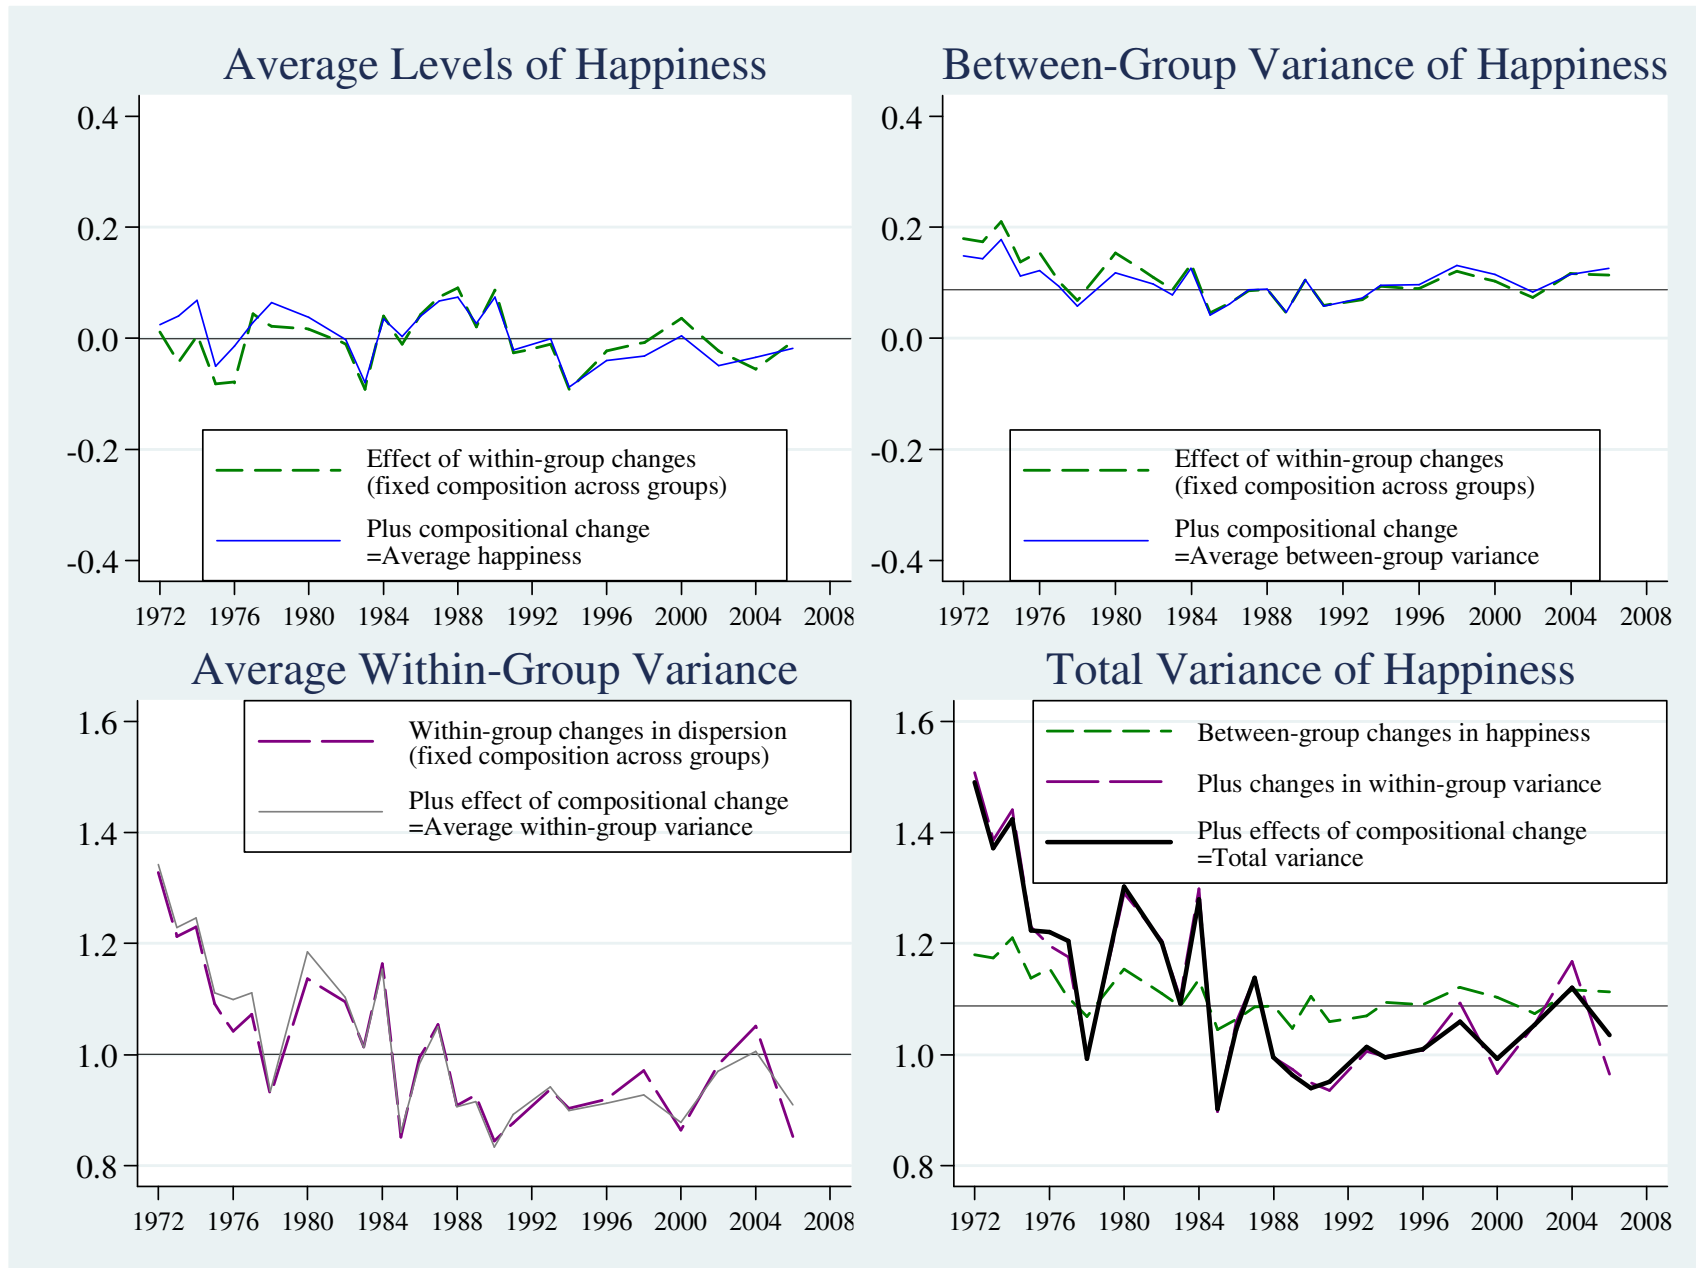 Average Levels of Happiness
0.4
0.2
0.0
-0.2
-0.4
Effect of within-group changes
(fixed composition across groups)
Plus compositional change
=Average happiness
1972 1976 1980 1984 1988 1992 1996 2000 2004 2008
Between-Group Variance of Happiness
0.4
0.2
0.0
-0.2
-0.4
Effect of within-group changes
(fixed composition across groups)
Plus compositional change
=Average between-group variance
1972 1976 1980 1984 1988 1992 1996 2000 2004 2008
Average Within-Group Variance
1.6
1.4
1.2
1.0
0.8
Within-group changes in dispersion
(fixed composition across groups)
Plus effect of compositional change
=Average within-group variance
1972 1976 1980 1984 1988 1992 1996 2000 2004 2008
Total Variance of Happiness
1.6
1.4
1.2
1.0
0.8
Between-group changes in happiness
Plus changes in within-group variance
Plus effects of compositional change
=Total variance
1972 1976 1980 1984 1988 1992 1996 2000 2004 2008